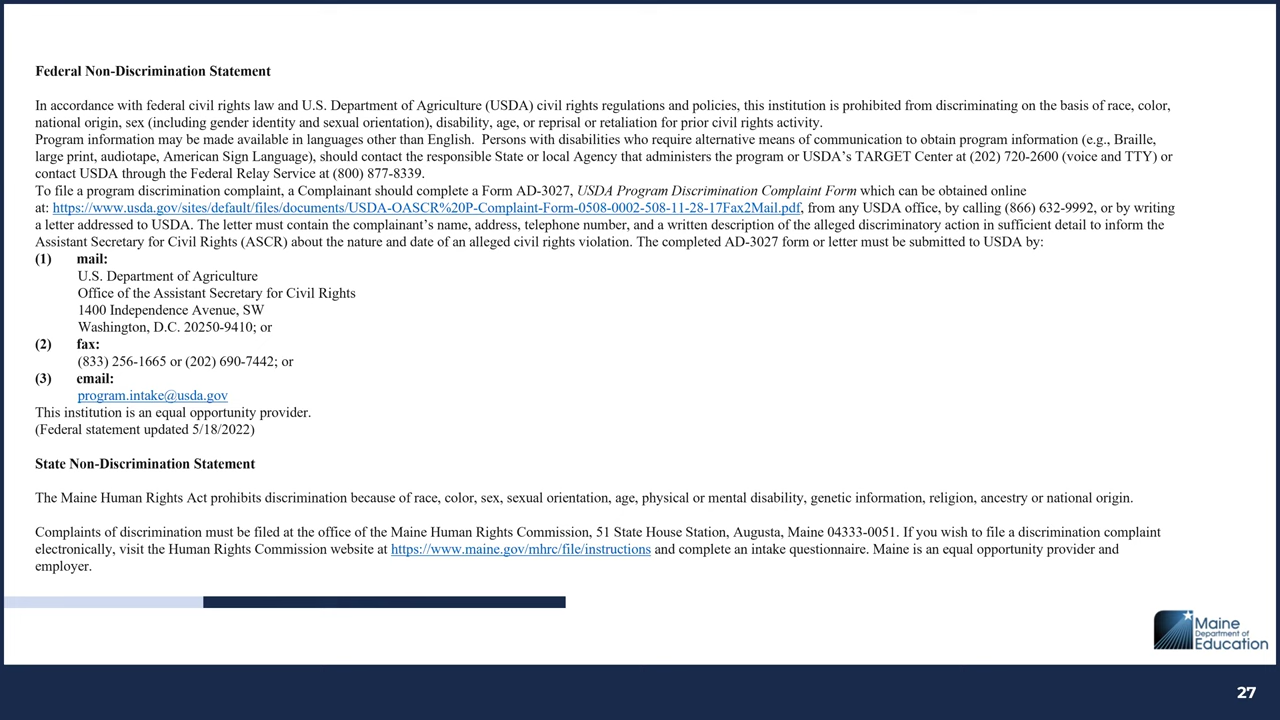 Federal Non-Discrimination Statement
In accordance with federal civil rights law and U.S. Department of Agriculture (USDA) civil rights regulations and policies, this institution is prohibited from discriminating on the basis of race, color,
national origin, sex (including gender identity and sexual orientation), disability, age, or reprisal or retaliation for prior civil rights activity.
Program information may be made available in languages other than English.  Persons with disabilities who require alternative means of communication to obtain program information (e.g., Braille,
large print, audiotape, American Sign Language), should contact the responsible State or local Agency that administers the program or USDA’s TARGET Center at (202) 720-2600 (voice and TTY) or
contact USDA through the Federal Relay Service at (800) 877-8339.
To file a program discrimination complaint, a Complainant should complete a Form AD-3027, USDA Program Discrimination Complaint Form which can be obtained online
at: https://www.usda.gov/sites/default/files/documents/USDA-OASCR%20P-Complaint-Form-0508-0002-508-11-28-17Fax2Mail.pdf, from any USDA office, by calling (866) 632-9992, or by writing
a letter addressed to USDA. The letter must contain the complainant’s name, address, telephone number, and a written description of the alleged discriminatory action in sufficient detail to inform the
Assistant Secretary for Civil Rights (ASCR) about the nature and date of an alleged civil rights violation. The completed AD-3027 form or letter must be submitted to USDA by:
(1) mail:
U.S. Department of Agriculture
Office of the Assistant Secretary for Civil Rights
1400 Independence Avenue, SW
Washington, D.C. 20250-9410; or
(2) fax:
(833) 256-1665 or (202) 690-7442; or
(3) email:
program.intake@usda.gov
This institution is an equal opportunity provider.
(Federal statement updated 5/18/2022)
State Non-Discrimination Statement
The Maine Human Rights Act prohibits discrimination because of race, color, sex, sexual orientation, age, physical or mental disability, genetic information, religion, ancestry or national origin.
Complaints of discrimination must be filed at the office of the Maine Human Rights Commission, 51 State House Station, Augusta, Maine 04333-0051. If you wish to file a discrimination complaint
electronically, visit the Human Rights Commission website at https://www.maine.gov/mhrc/file/instructions and complete an intake questionnaire. Maine is an equal opportunity provider and
employer.
Maine
Department of
Education
27